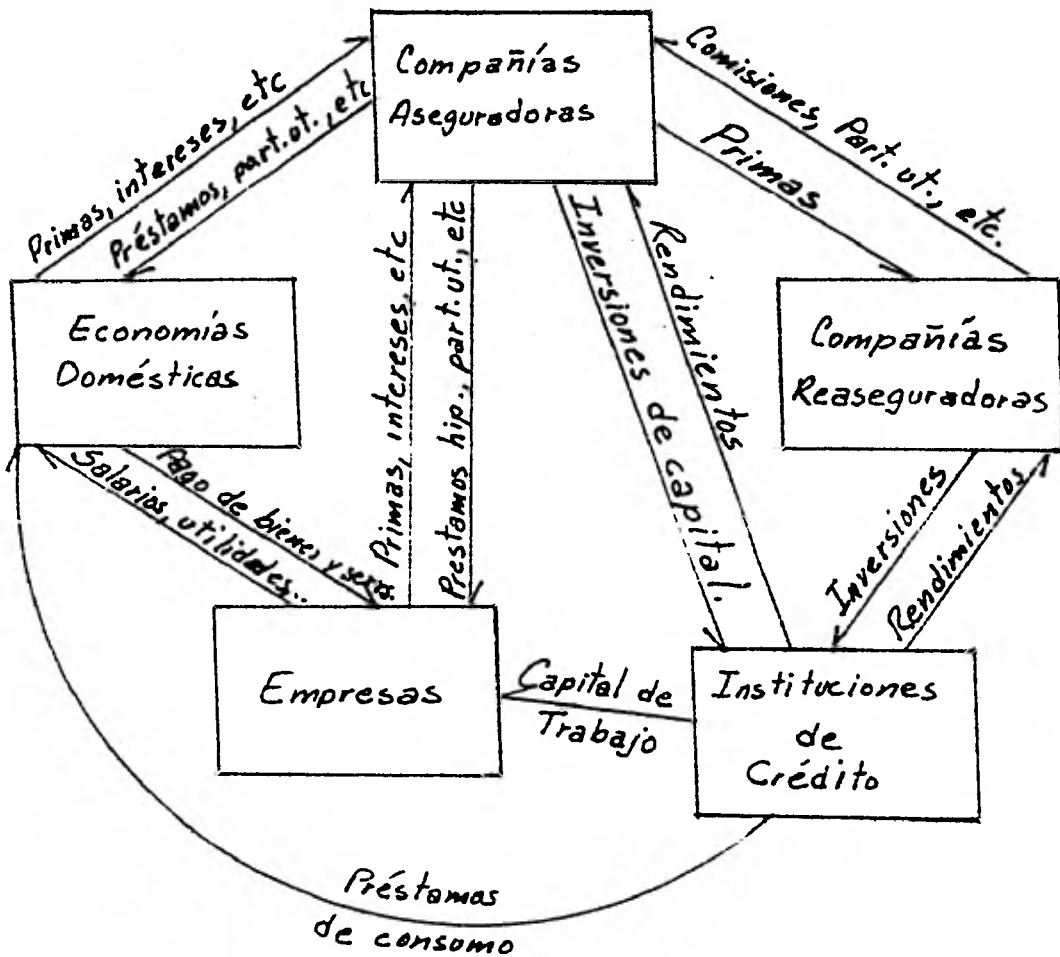 Compañías
Aseguradoras
Primas, intereses, etc
Préstamos, part.ut., etc
Comisiones, Part. ut., etc.
Primas
Economías
Domésticas
Compañías
Reaseguradoras
Primas, intereses, etc
Prestamos hip., part. ut., etc
Inversiones de capital.
Rendimientos
Pago de bienes y servs.
Salarios, utilidades..
Inversiones
Rendimientos
Empresas
Capital de
Trabajo
Instituciones
de
Crédito
Préstamos
de consumo